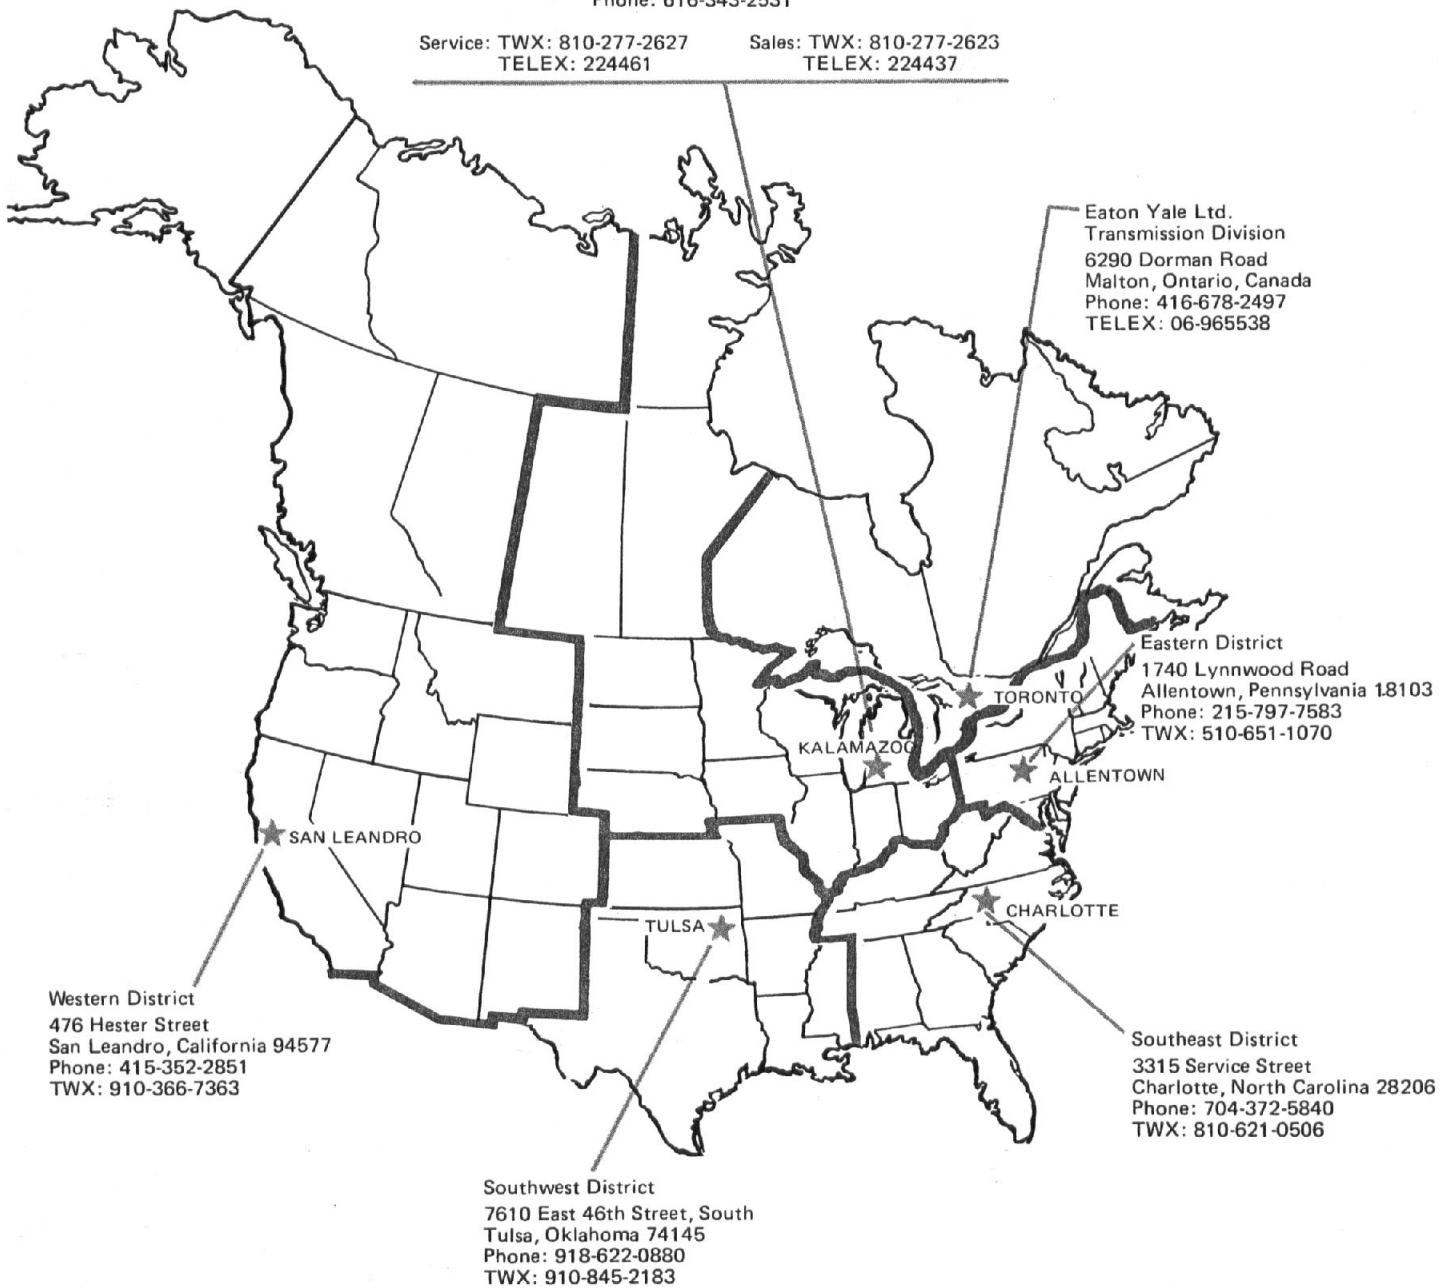 Phone: 616-343-2531
Service: TWX: 810-277-2627
TELEX: 224461
Sales: TWX: 810-277-2623
TELEX: 224437
Eaton Yale Ltd.
Transmission Division
6290 Dorman Road
Malton, Ontario, Canada
Phone: 416-678-2497
TELEX: 06-965538
Eastern District
1740 Lynnwood Road
Allentown, Pennsylvania 18103
Phone: 215-797-7583
TWX: 510-651-1070
TORONTO
KALAMAZOO
ALLENTOWN
SAN LEANDRO
CHARLOTTE
TULSA
Western District
476 Hester Street
San Leandro, California 94577
Phone: 415-352-2851
TWX: 910-366-7363
Southeast District
3315 Service Street
Charlotte, North Carolina 28206
Phone: 704-372-5840
TWX: 810-621-0506
Southwest District
7610 East 46th Street, South
Tulsa, Oklahoma 74145
Phone: 918-622-0880
TWX: 910-845-2183